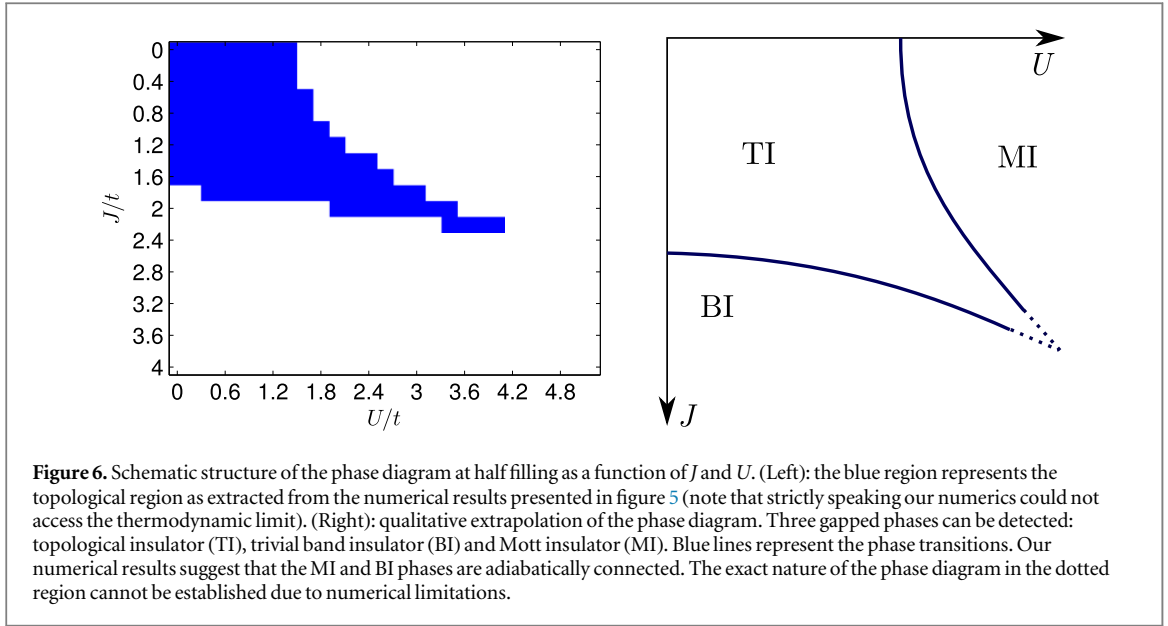 0
0.4
0.8
1.2
1.6
2
2.4
2.8
3.2
3.6
4
J/t
0 0.6 1.2 1.8 2.4 3 3.6 4.2 4.8
U/t
U
TI
MI
BI
J
Figure 6. Schematic structure of the phase diagram at half filling as a function of J and U. (Left): the blue region represents the
topological region as extracted from the numerical results presented in figure 5 (note that strictly speaking our numerics could not
access the thermodynamic limit). (Right): qualitative extrapolation of the phase diagram. Three gapped phases can be detected:
topological insulator (TI), trivial band insulator (BI) and Mott insulator (MI). Blue lines represent the phase transitions. Our
numerical results suggest that the MI and BI phases are adiabatically connected. The exact nature of the phase diagram in the dotted
region cannot be established due to numerical limitations.